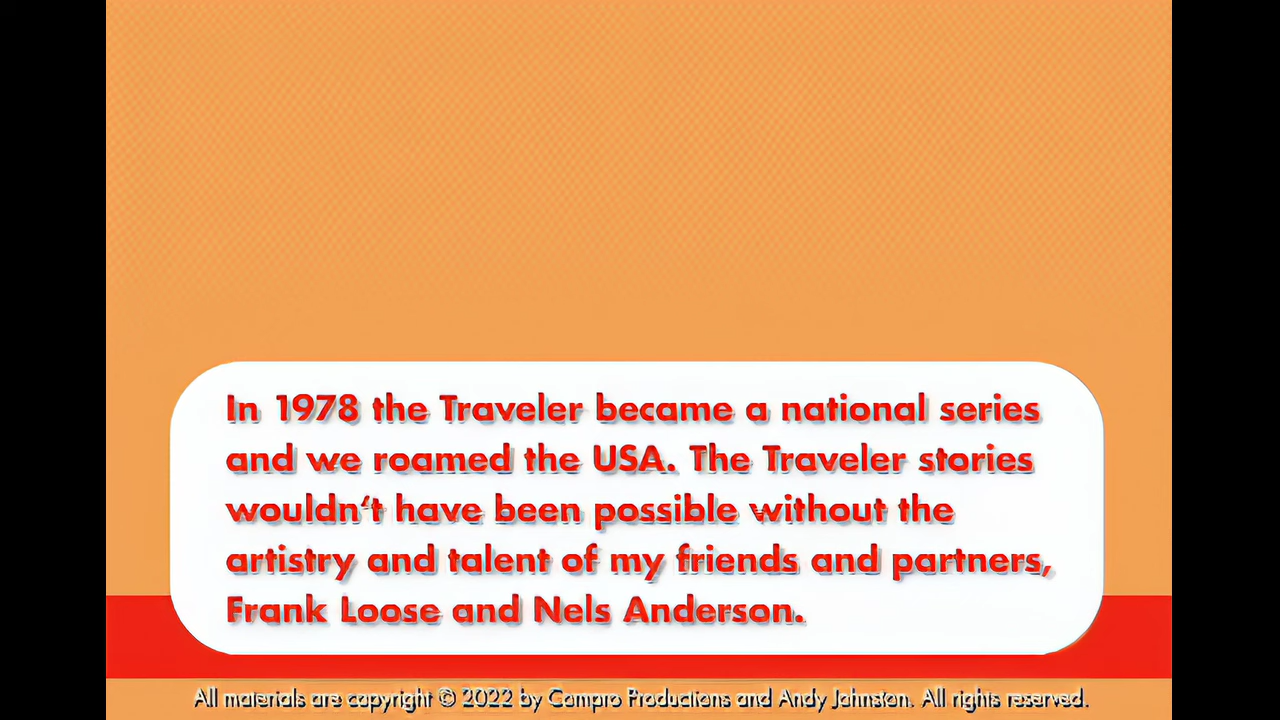 In 1978 the Traveler became a national series
and we roamed the USA. The Traveler stories
wouldn‘t have been possible without the
artistry and talent of my friends and partners,
Frank Loose and Nels Anderson.
All materials are copyright © 2022 by Compro Productions and Andy Johnston. All rights reserved.